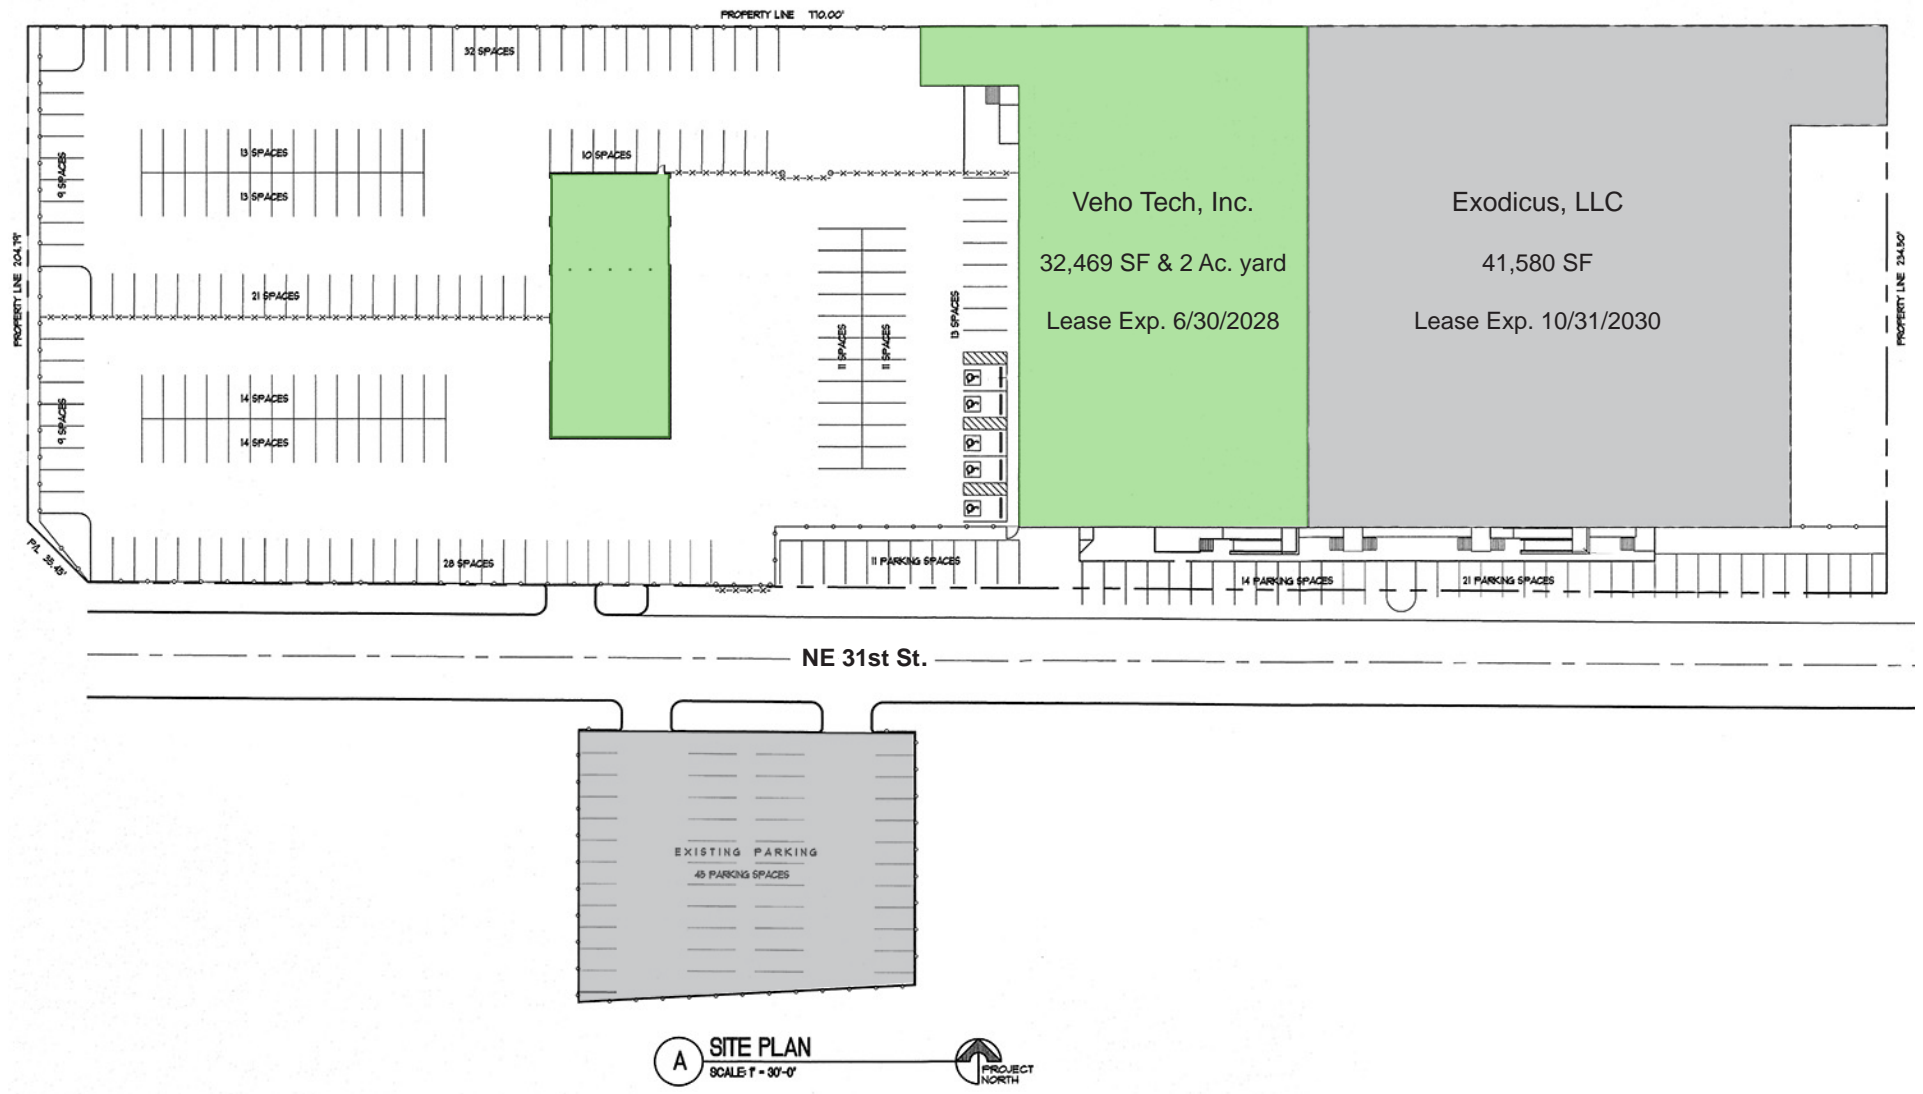 PROPERTY LINE 770.00'
32 SPACES
13 SPACES
13 SPACES
9 SPACES
10 SPACES
PROPERTY LINE 204.79'
21 SPACES
14 SPACES
14 SPACES
9 SPACES
11 SPACES
11 SPACES
13 SPACES
Veho Tech, Inc.
32,469 SF & 2 Ac. yard
Lease Exp. 6/30/2028
Exodicus, LLC
41,580 SF
Lease Exp. 10/31/2030
PROPERTY LINE 234.50'
P/L 35.45'
28 SPACES
11 PARKING SPACES
14 PARKING SPACES
21 PARKING SPACES
NE 31st St.
EXISTING PARKING
45 PARKING SPACES
A
SITE PLAN
SCALE: 1" = 30'-0"
PROJECT
NORTH